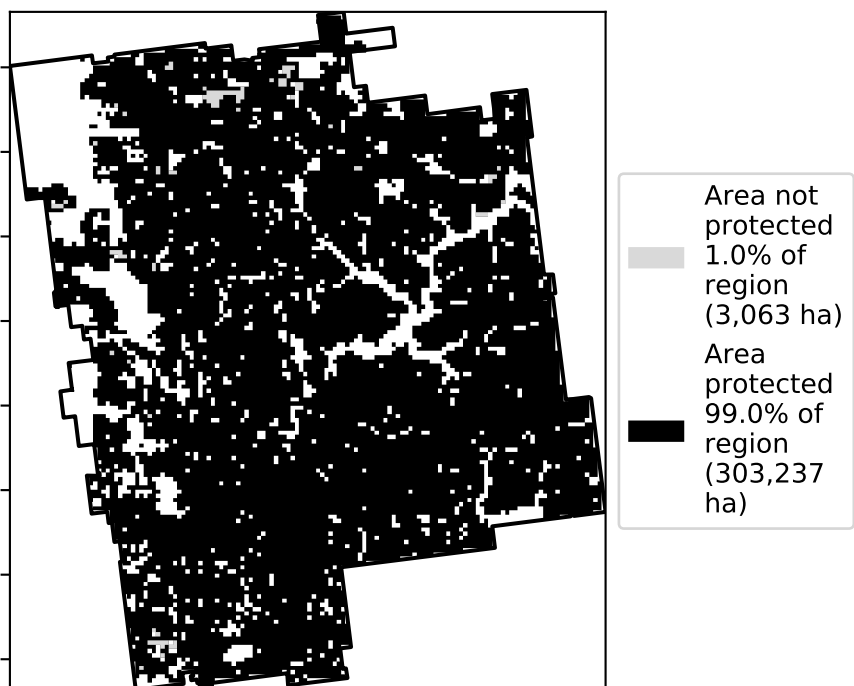 Area not
protected
1.0% of
region
(3,063 ha)
Area
protected
99.0% of
region
(303,237
ha)